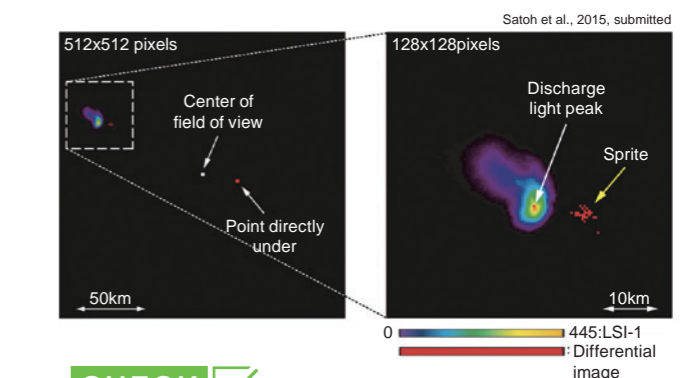 Satoh et al., 2015, submitted
512x512 pixels
Center of
field of view
Point directly
under
50km
128x128pixels
Discharge
light peak
Sprite
10km
0
445:LSI-1
: Differential
image